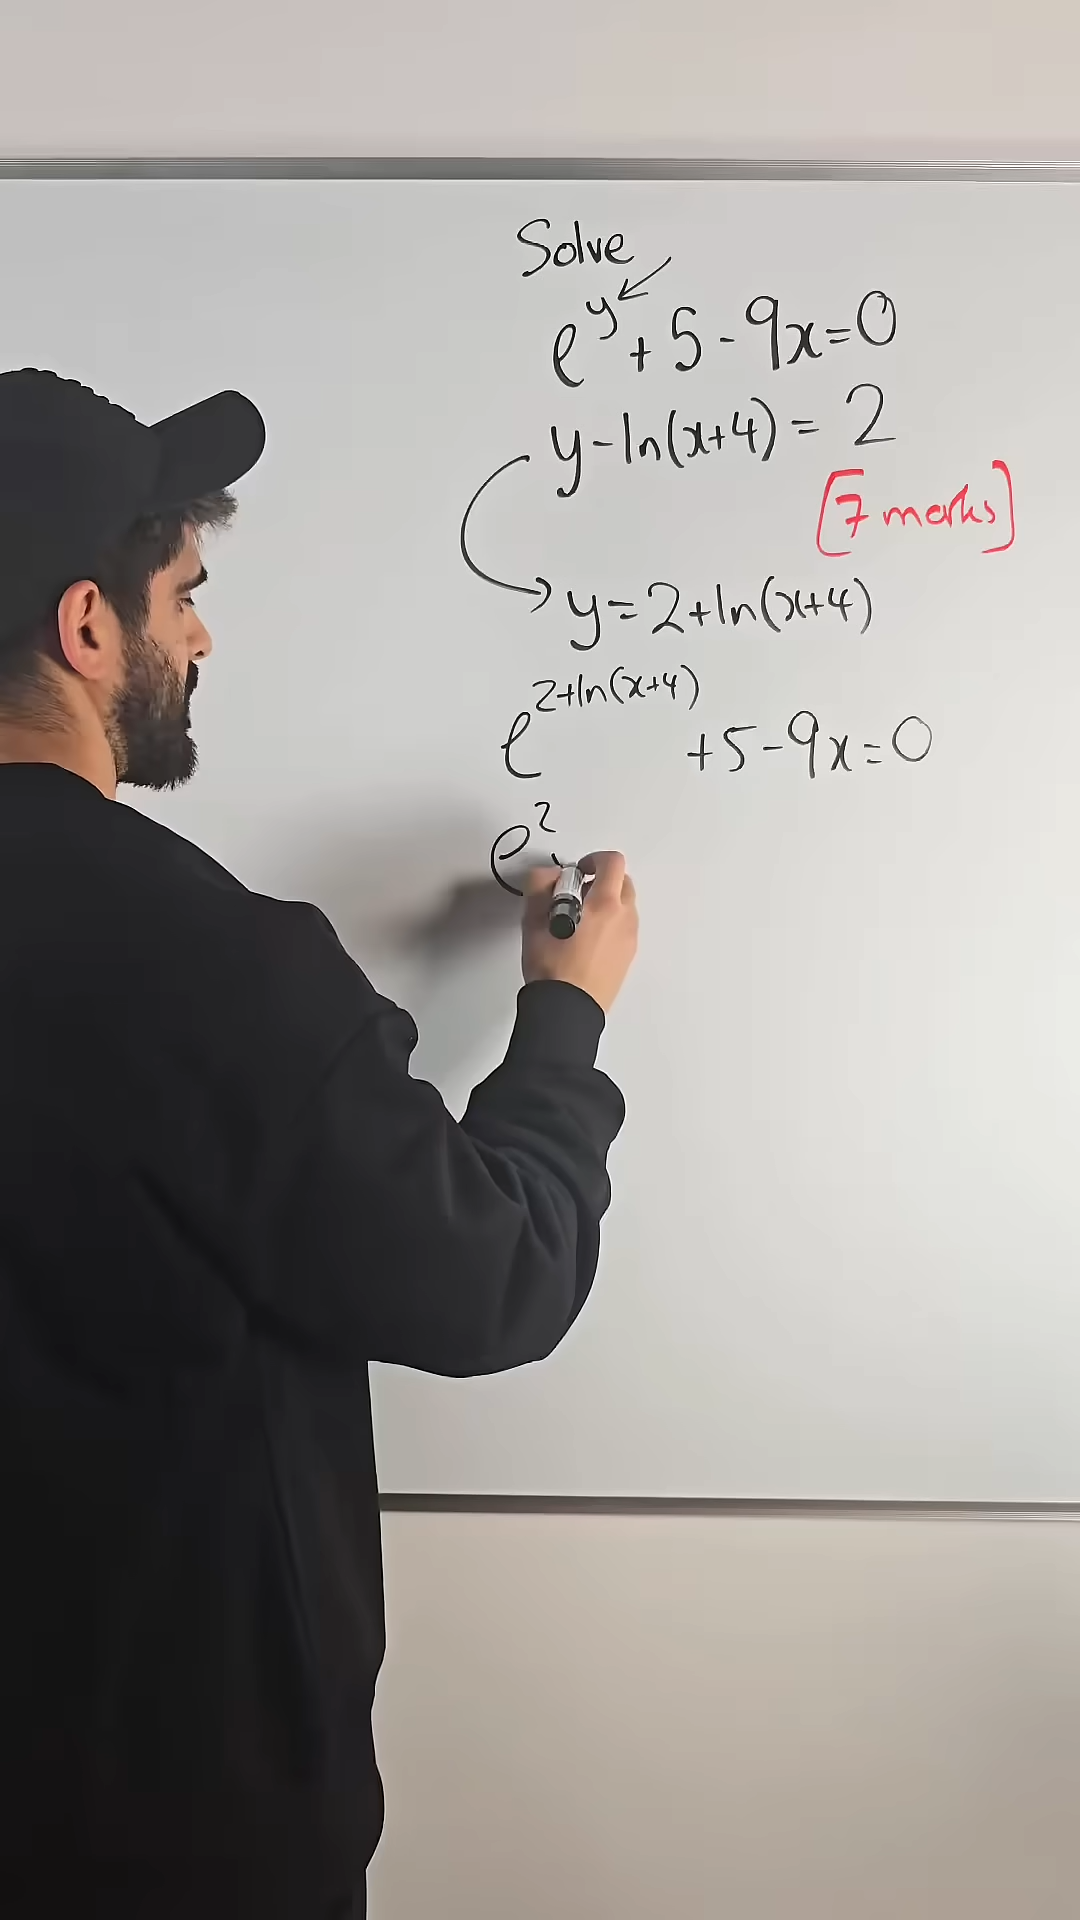 Solve
e^y + 5 - 9x = 0
y - ln(x+4) = 2
[7 marks]
y = 2 + ln(x+4)
e^{2+ln(x+4)} + 5 - 9x = 0
e^2